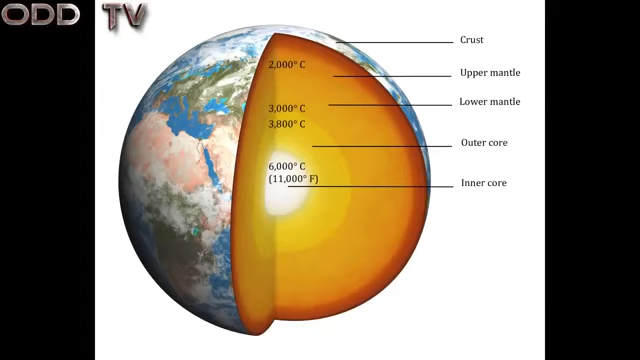 ODD TV
Crust
2,000° C
Upper mantle
Lower mantle
3,000° C
3,800° C
Outer core
6,000° C
(11,000° F)
Inner core